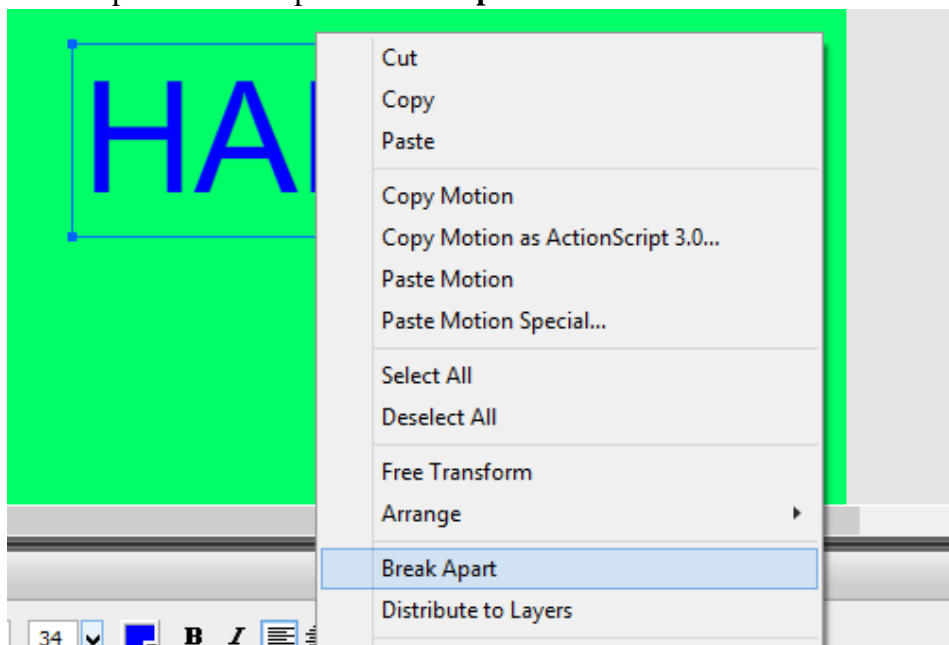 HA
Cut
Copy
Paste
Copy Motion
Copy Motion as ActionScript 3.0...
Paste Motion
Paste Motion Special...
Select All
Deselect All
Free Transform
Arrange
Break Apart
Distribute to Layers
34 B I